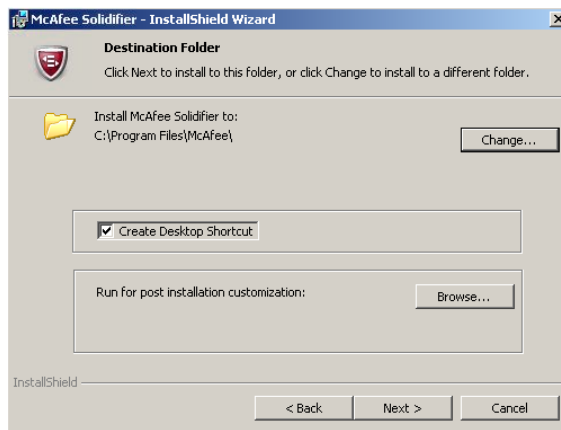 McAfee Solidifier - InstallShield Wizard
Destination Folder
Click Next to install to this folder, or click Change to install to a different folder.
Install McAfee Solidifier to:
C:\Program Files\McAfee\
Change...
Create Desktop Shortcut
Run for post installation customization:
Browse...
InstallShield
< Back
Next >
Cancel